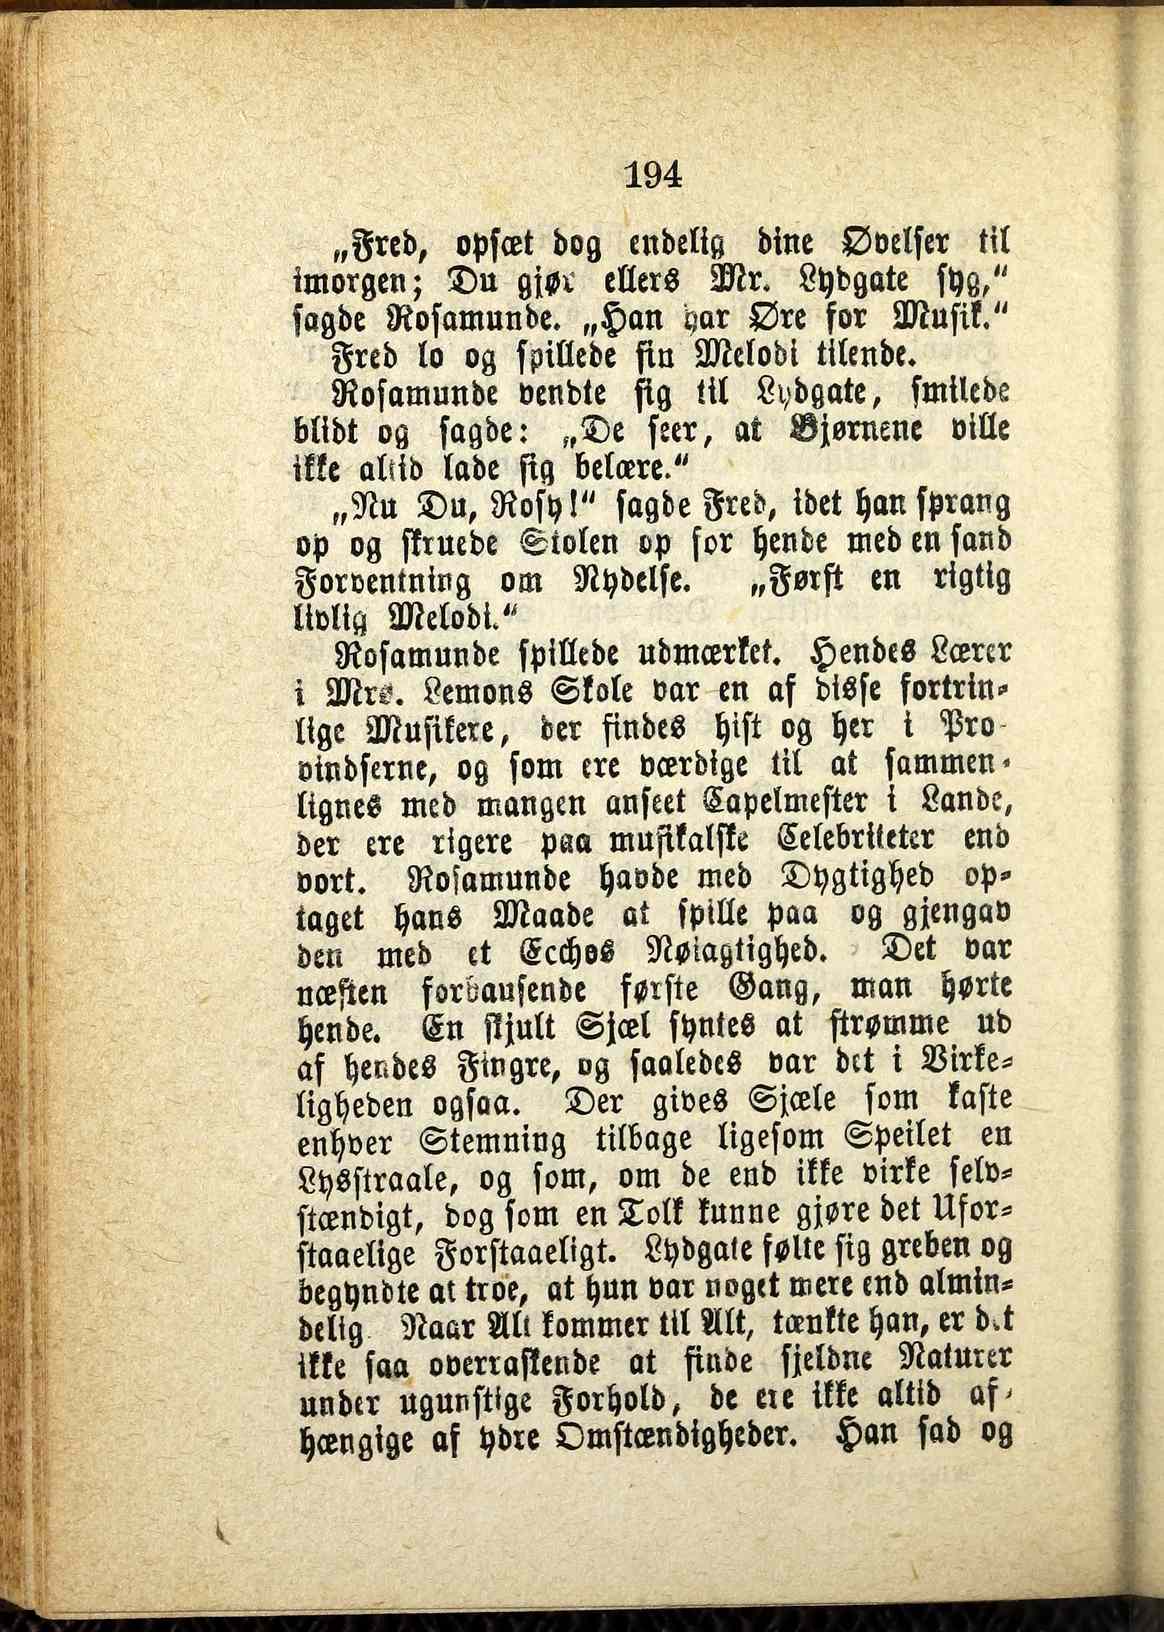 194
„Fred, opsæt dog endelig dine Øvelser til
imorgen; Du gjør ellers Mr. Lydgate syg,“
sagde Rosamunde. „Han har Øre for Musik.“
Fred lo og spillede sin Melodi tilende.
Rosamunde vendte sig til Lydgate, smilede
blidt og sagde: „De seer, at Bjørnene ville
ikke altid lade sig belære.“
„Nu Du, Rosy!“ sagde Fred, idet han sprang
op og skruede Stolen op for hende med en sand
Forventning om Nydelse. „Først en rigtig
livlig Melodi.“
Rosamunde spillede udmærket. Hendes Lærer
i Mrs. Lemons Skole var en af disse fortrin-
lige Musikere, der findes hist og her i Pro-
vindserne, og som ere værdige til at sammen-
lignes med mangen anseet Capelmester i Lande,
der ere rigere paa musikalske Celebriteter end
vort. Rosamunde havde med Dygtighed op-
taget hans Maade at spille paa og gjengav
den med et Ecchos Nøiagtighed. Det var
næsten forbausende første Gang, man hørte
hende. En skjult Sjæl syntes at strømme ud
af hendes Fingre, og saaledes var det i Virke-
ligheden ogsaa. Der gives Sjæle som kaste
enhver Stemning tilbage ligesom Speilet en
Lysstraale, og som, om de end ikke virke selv-
stændigt, dog som en Tolk kunne gjøre det Ufor-
staaelige Forstaaeligt. Lydgate følte sig greben og
begyndte at troe, at hun var noget mere end almin-
delig. Naar Alt kommer til Alt, tænkte han, er det
ikke saa overraskende at finde sjeldne Naturer
under ugunstige Forhold, de ere ikke altid af-
hængige af ydre Omstændigheder. Han sad og